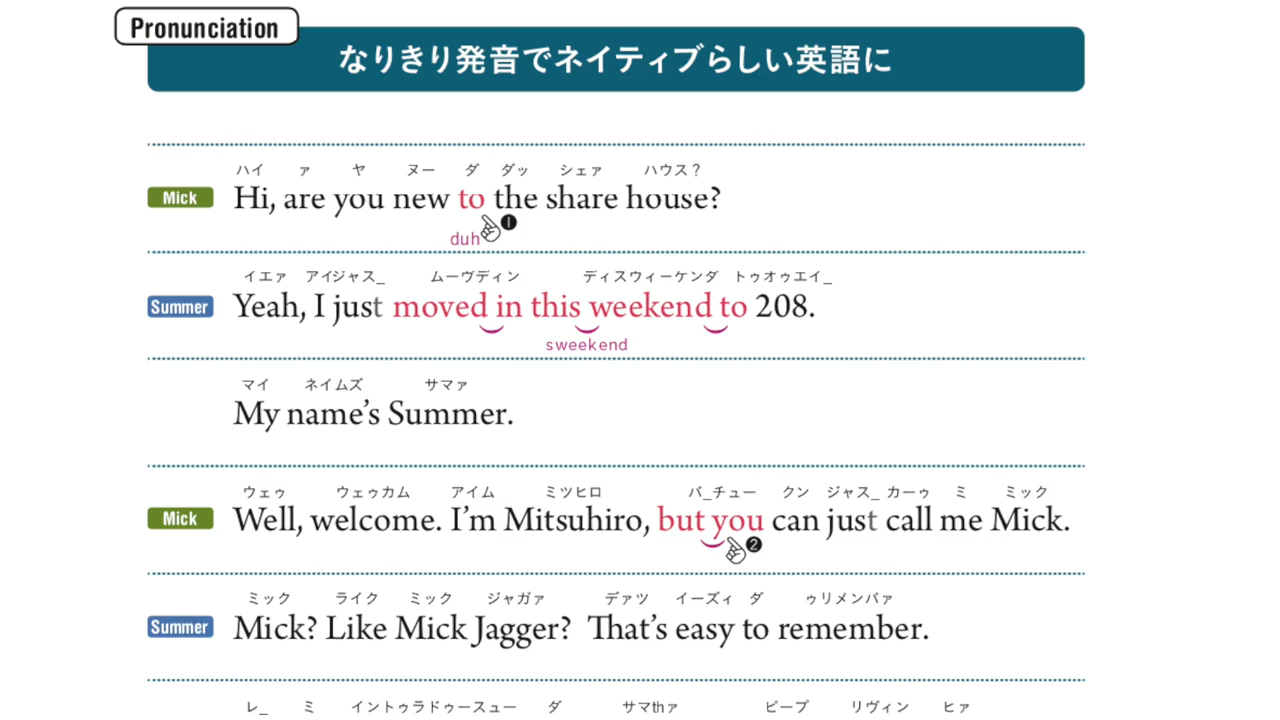 Pronunciation
なりきり発音でネイティブらしい英語に
ハイ ァ ヤ ヌー ダ ダッ シェァ ハウス？
Mick Hi, are you new to the share house?
duh ❶
イエァ アイジャス_ ムーヴディン ディスウィーケンダ トゥオゥエイ_
Summer Yeah, I just moved in this weekend to 208.
sweekend
マイ ネイムズ サマァ
My name's Summer.
ウェゥ ウェゥカム アイム ミツヒロ バ_チュー クン ジャス_ カーゥ ミ ミック
Mick Well, welcome. I'm Mitsuhiro, but you can just call me Mick.
❷
ミック ライク ミック ジャガァ デァツ イーズィ ダ ゥリメンバァ
Summer Mick? Like Mick Jagger? That's easy to remember.
レ_ ミ イントゥラドゥースュー ダ サマthァ ピープ リヴィン ヒァ